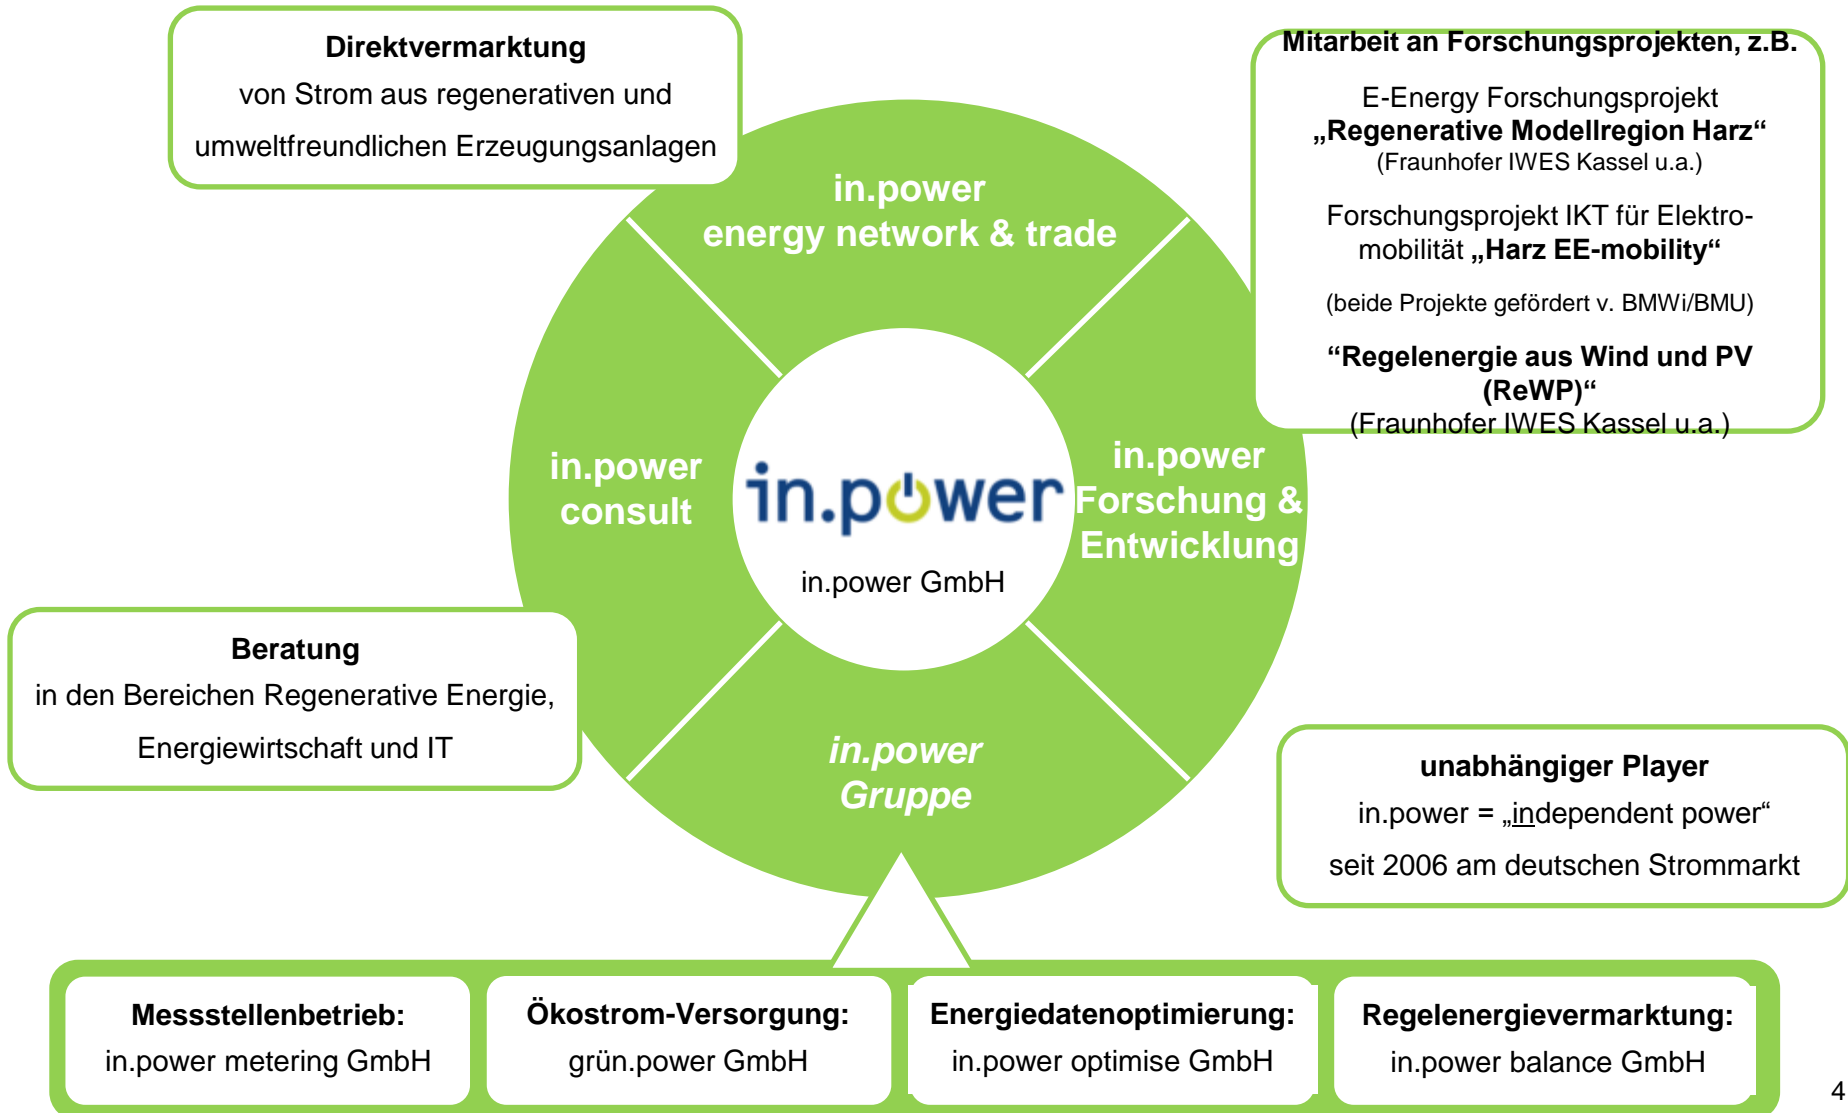 Direktvermarktung
von Strom aus regenerativen und
umweltfreundlichen Erzeugungsanlagen
Mitarbeit an Forschungsprojekten, z.B.
E-Energy Forschungsprojekt
„Regenerative Modellregion Harz“
(Fraunhofer IWES Kassel u.a.)
Forschungsprojekt IKT für Elektro-
mobilität „Harz EE-mobility“
(beide Projekte gefördert v. BMWi/BMU)
“Regelenergie aus Wind und PV
(ReWP)“
(Fraunhofer IWES Kassel u.a.)
in.power
energy network & trade
in.power
consult
in.power
in.power GmbH
in.power
Forschung &
Entwicklung
Beratung
in den Bereichen Regenerative Energie,
Energiewirtschaft und IT
in.power
Gruppe
unabhängiger Player
in.power = „independent power“
seit 2006 am deutschen Strommarkt
Messstellenbetrieb:
in.power metering GmbH
Ökostrom-Versorgung:
grün.power GmbH
Energiedatenoptimierung:
in.power optimise GmbH
Regelenergievermarktung:
in.power balance GmbH
4